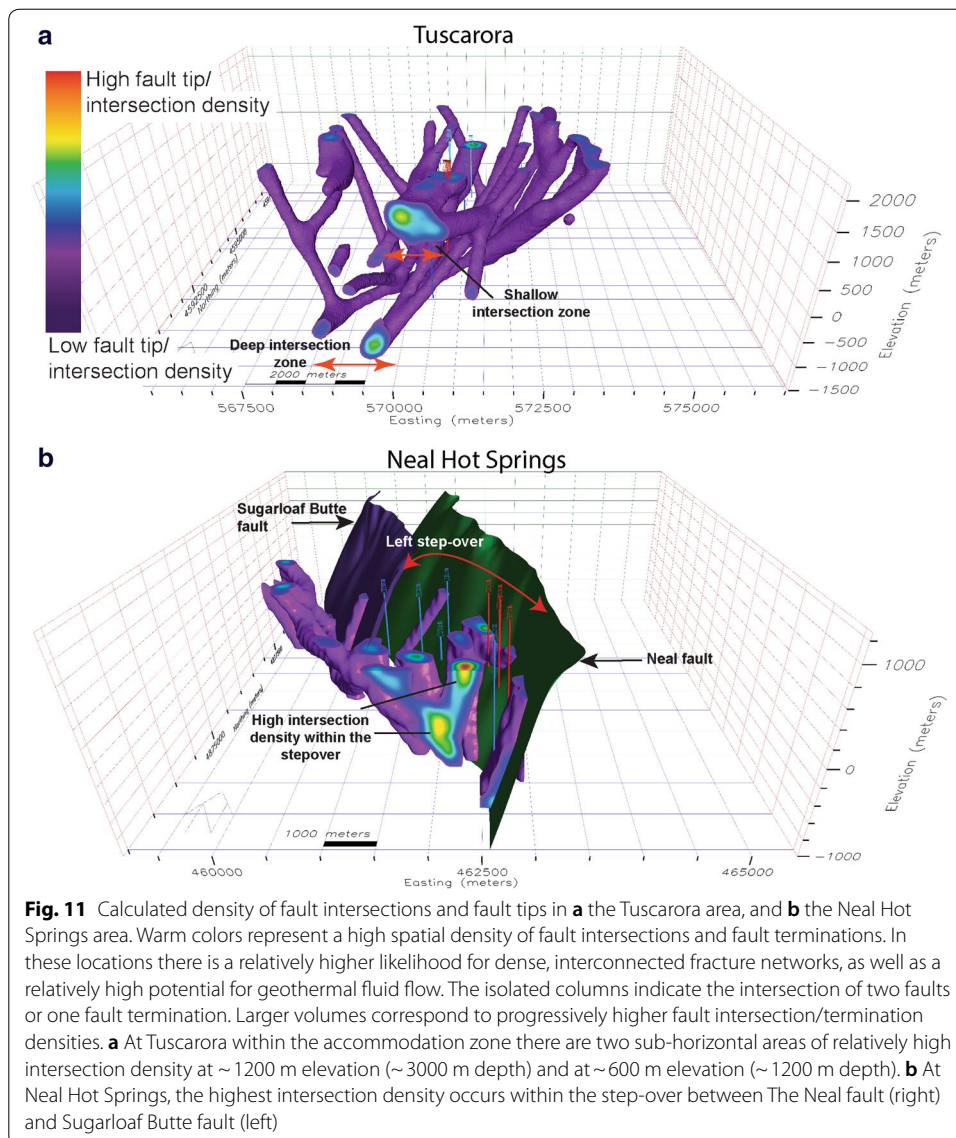 a
Tuscarora
High fault tip/
intersection density
Low fault tip/
intersection density
Shallow
intersection zone
Deep intersection
zone
2000 meters
4592500
Northing (meters)
2000
1500
1000
500
0
-500
-1000
-1500
Elevation (meters)
567500
570000
572500
575000
Easting (meters)
b
Neal Hot Springs
Sugarloaf Butte
fault
Left step-over
Neal fault
High intersection
density within the
stepover
4875000
Northing (meters)
1000 meters
1000
0
-1000
Elevation (meters)
460000
462500
465000
Easting (meters)
Fig. 11 Calculated density of fault intersections and fault tips in a the Tuscarora area, and b the Neal Hot
Springs area. Warm colors represent a high spatial density of fault intersections and fault terminations. In
these locations there is a relatively higher likelihood for dense, interconnected fracture networks, as well as a
relatively high potential for geothermal fluid flow. The isolated columns indicate the intersection of two faults
or one fault termination. Larger volumes correspond to progressively higher fault intersection/termination
densities. a At Tuscarora within the accommodation zone there are two sub-horizontal areas of relatively high
intersection density at ~ 1200 m elevation (~ 3000 m depth) and at ~ 600 m elevation (~ 1200 m depth). b At
Neal Hot Springs, the highest intersection density occurs within the step-over between The Neal fault (right)
and Sugarloaf Butte fault (left)